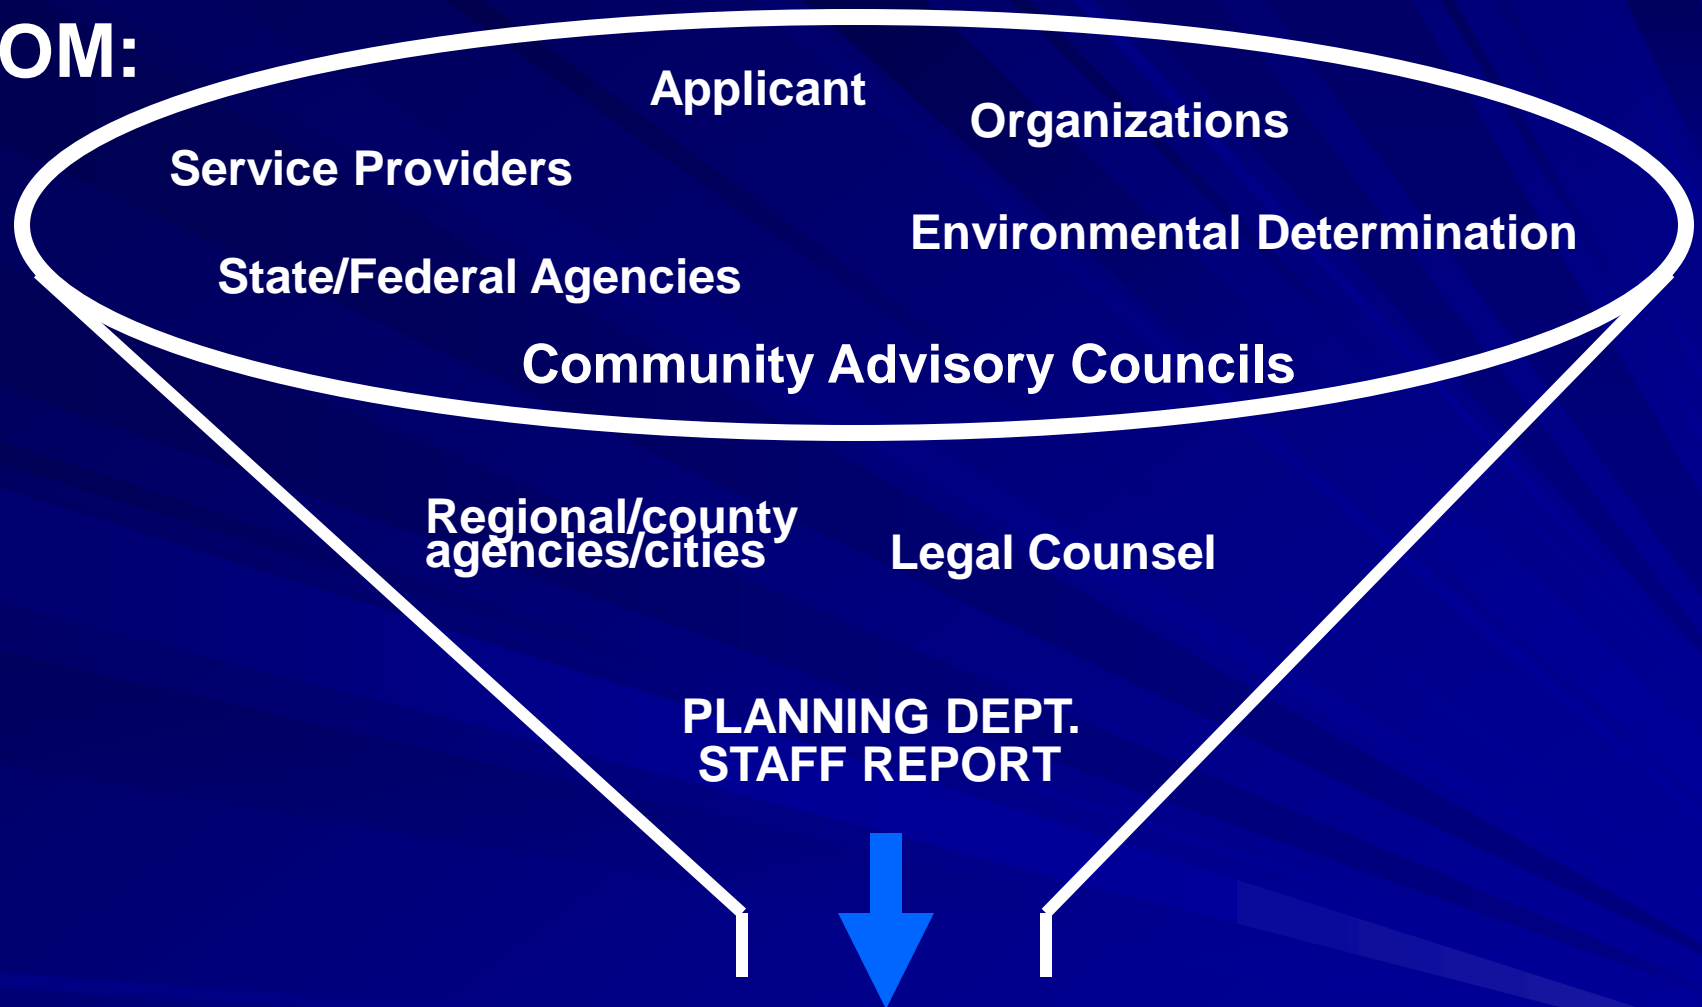 OM:
Applicant
Organizations
Service Providers
Environmental Determination
State/Federal Agencies
Community Advisory Councils
Regional/county
agencies/cities
Legal Counsel
PLANNING DEPT.
STAFF REPORT